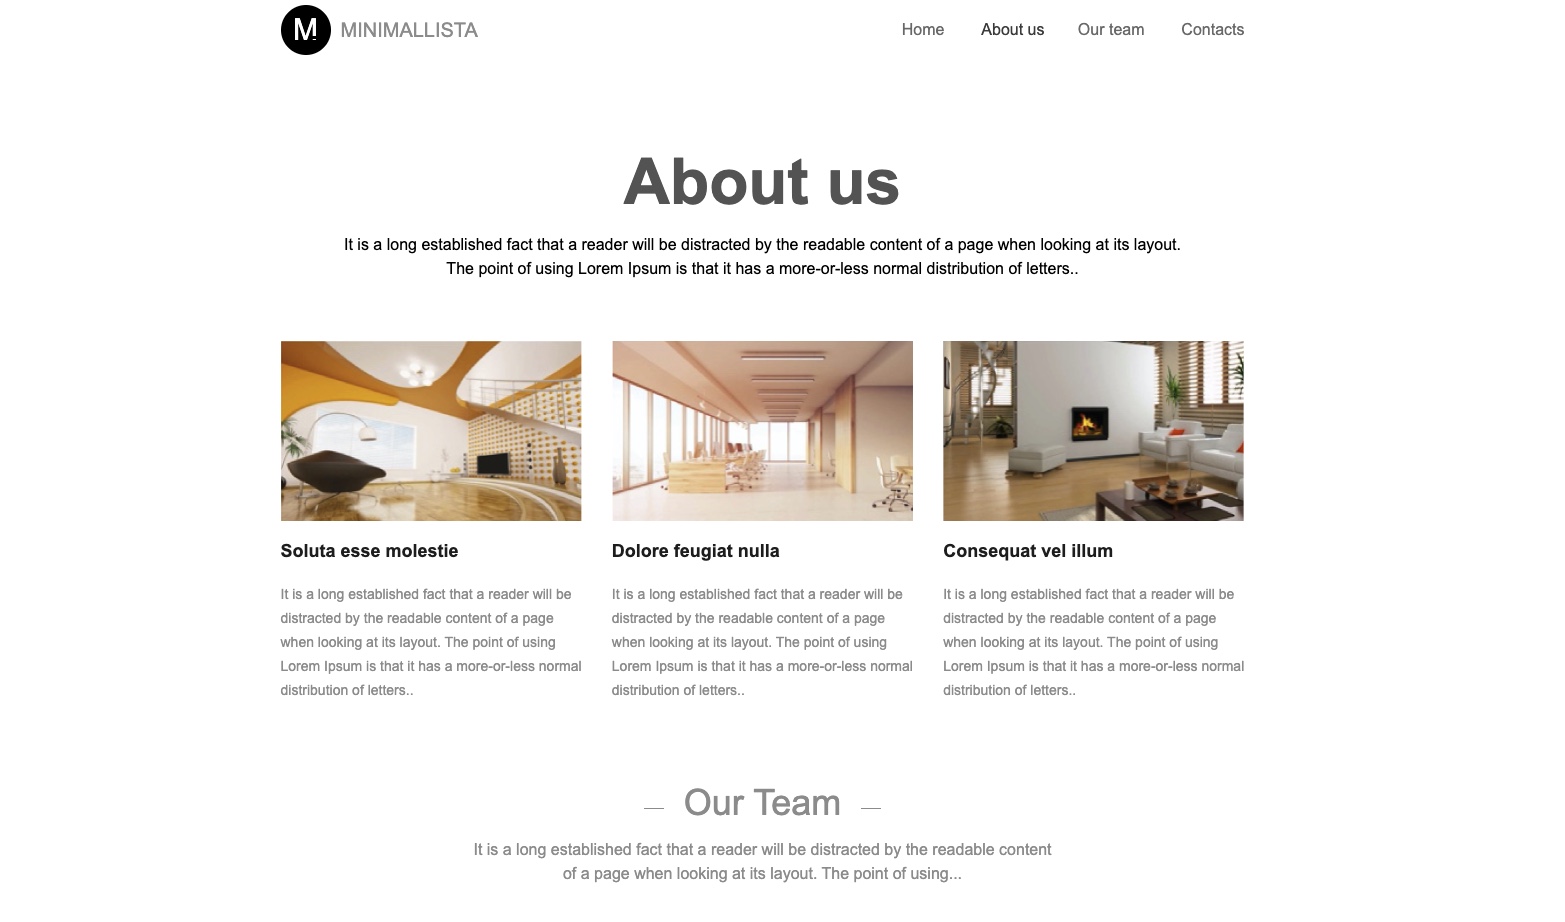 M MINIMALLISTA
Home About us Our team Contacts
About us
It is a long established fact that a reader will be distracted by the readable content of a page when looking at its layout.
The point of using Lorem Ipsum is that it has a more-or-less normal distribution of letters..
Soluta esse molestie
It is a long established fact that a reader will be
distracted by the readable content of a page
when looking at its layout. The point of using
Lorem Ipsum is that it has a more-or-less normal
distribution of letters..
Dolore feugiat nulla
It is a long established fact that a reader will be
distracted by the readable content of a page
when looking at its layout. The point of using
Lorem Ipsum is that it has a more-or-less normal
distribution of letters..
Consequat vel illum
It is a long established fact that a reader will be
distracted by the readable content of a page
when looking at its layout. The point of using
Lorem Ipsum is that it has a more-or-less normal
distribution of letters..
Our Team
It is a long established fact that a reader will be distracted by the readable content
of a page when looking at its layout. The point of using...